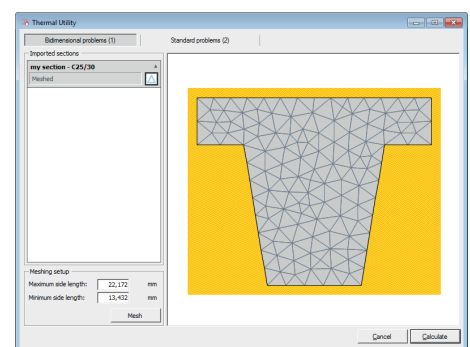 Thermal Utility
Bidimensional problems (1)
Standard problems (2)
Imported sections
my section - C25/30
Meshed
Meshing setup
Maximum side length: 22,172 mm
Minimum side length: 13,432 mm
Mesh
Cancel
Calculate